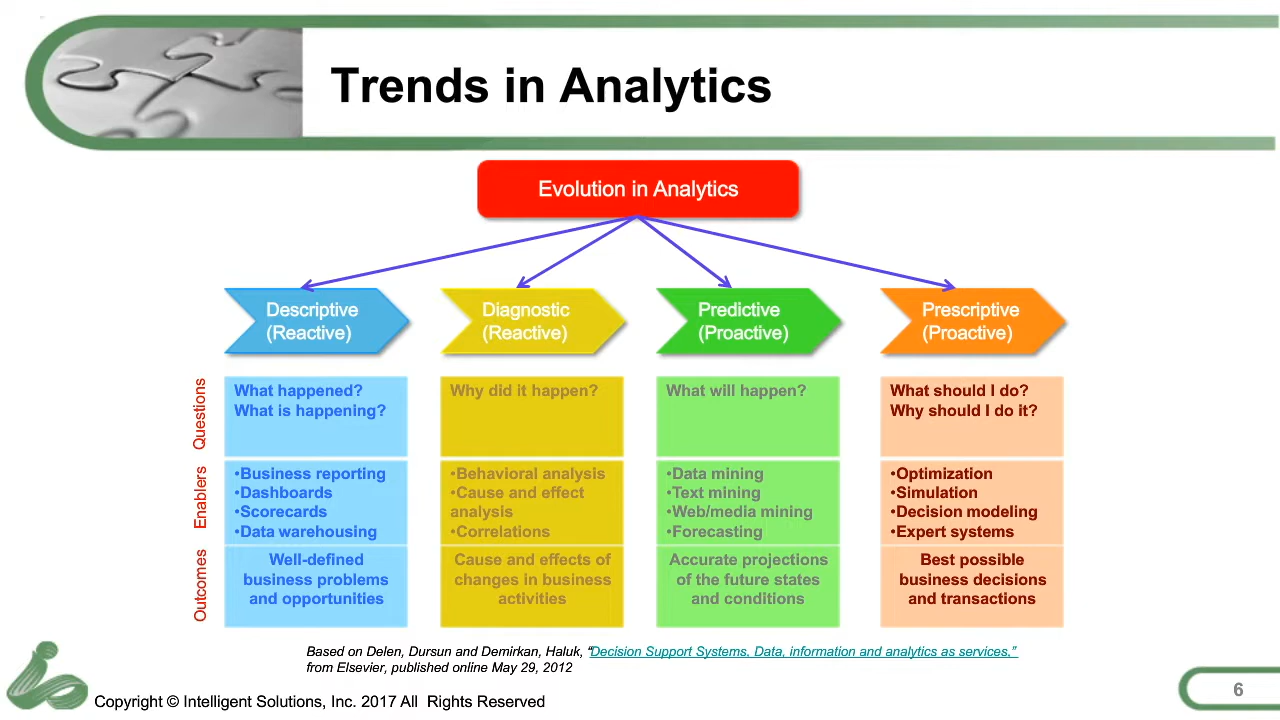 Trends in Analytics
Evolution in Analytics
Descriptive
(Reactive)
Diagnostic
(Reactive)
Predictive
(Proactive)
Prescriptive
(Proactive)
Questions
What happened?
What is happening?
Why did it happen?
What will happen?
What should I do?
Why should I do it?
Enablers
•Business reporting
•Dashboards
•Scorecards
•Data warehousing
•Behavioral analysis
•Cause and effect
analysis
•Correlations
•Data mining
•Text mining
•Web/media mining
•Forecasting
•Optimization
•Simulation
•Decision modeling
•Expert systems
Outcomes
Well-defined
business problems
and opportunities
Cause and effects of
changes in business
activities
Accurate projections
of the future states
and conditions
Best possible
business decisions
and transactions
Based on Delen, Dursun and Demirkan, Haluk, “Decision Support Systems. Data, information and analytics as services,”
from Elsevier, published online May 29, 2012
Copyright © Intelligent Solutions, Inc. 2017 All Rights Reserved
6